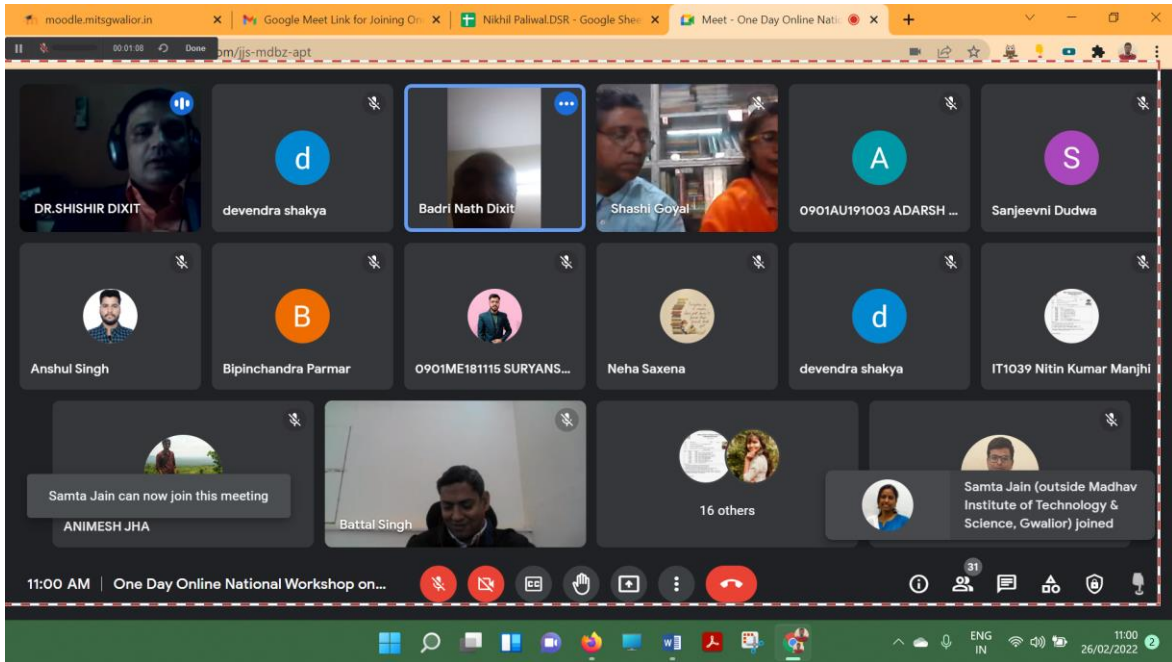 moodle.mitsgwalior.in
Google Meet Link for Joining On
Nikhil Paliwal.DSR - Google Shee
Meet - One Day Online Natio
00:01:08 Done
om/jjs-mdbz-apt
DR.SHISHIR DIXIT
d
devendra shakya
Badri Nath Dixit
Shashi Goyal
A
0901AU191003 ADARSH ...
S
Sanjeevni Dudwa
Anshul Singh
B
Bipinchandra Parmar
0901ME181115 SURYANS...
Neha Saxena
d
devendra shakya
IT1039 Nitin Kumar Manjhi
Samta Jain can now join this meeting
ANIMESH JHA
Battal Singh
16 others
Samta Jain (outside Madhav
Institute of Technology &
Science, Gwalior) joined
11:00 AM | One Day Online National Workshop on...
CC
31
ENG
IN
11:00
26/02/2022
2